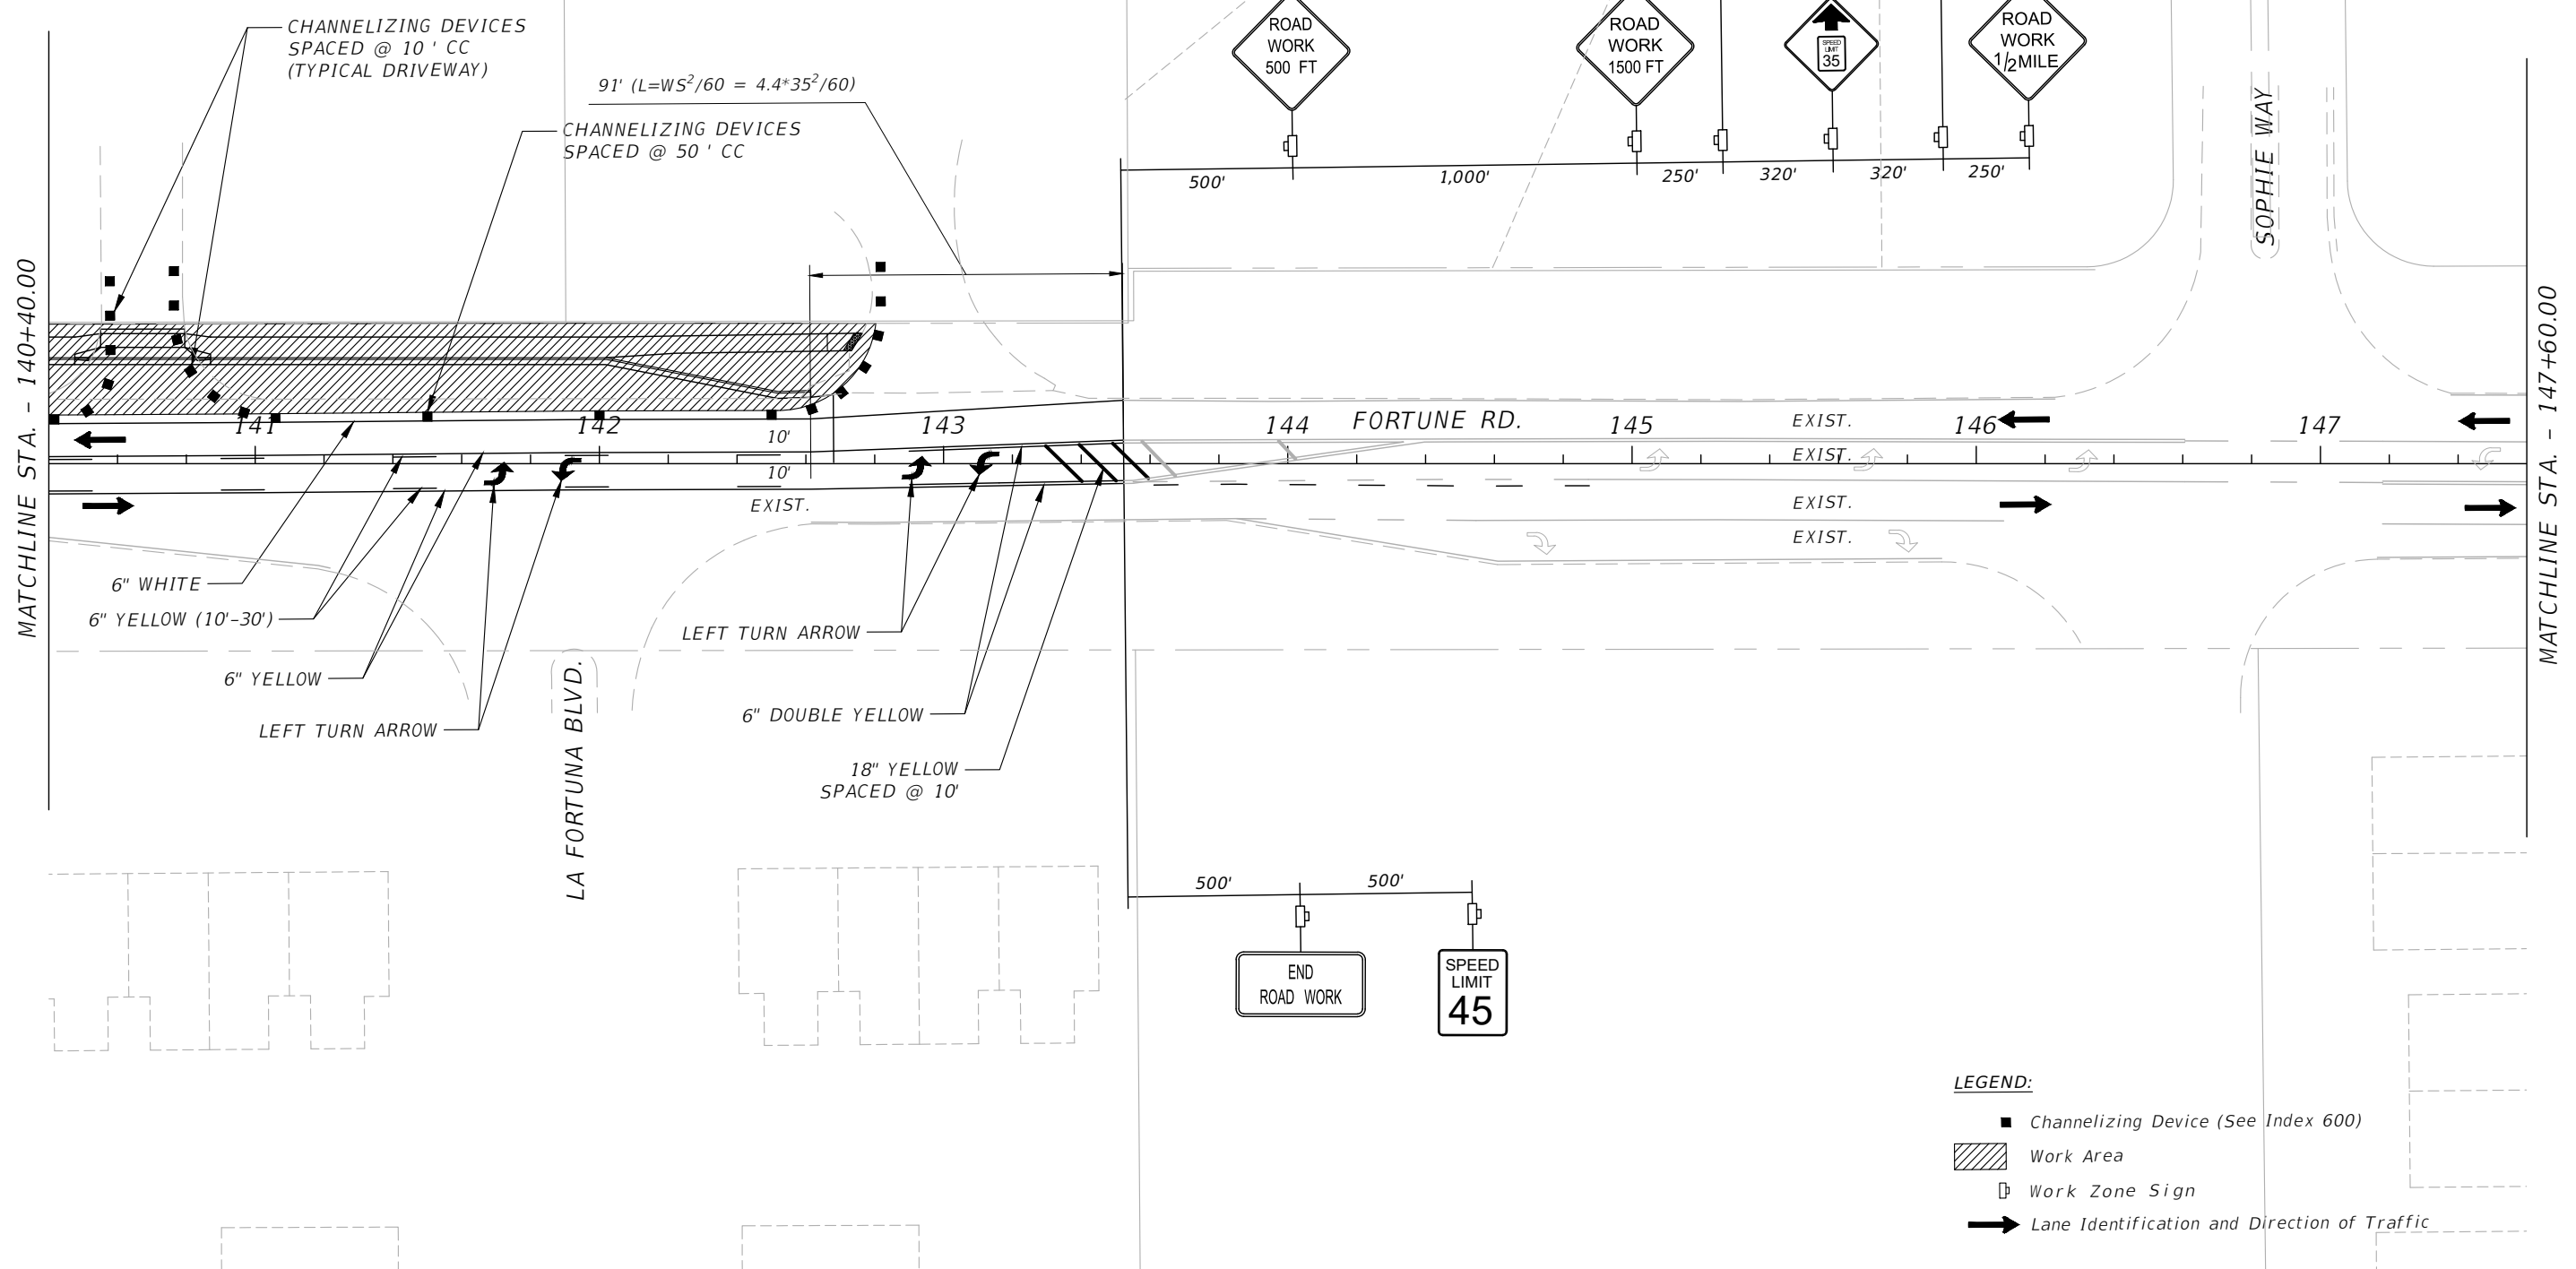 CHANNELIZING DEVICES
SPACED @ 10 ' CC
(TYPICAL DRIVEWAY)
91' (L=WS²/60 = 4.4*35²/60)
CHANNELIZING DEVICES
SPACED @ 50 ' CC
ROAD
WORK
500 FT
ROAD
WORK
1500 FT
SPEED
LIMIT
35
ROAD
WORK
1/2 MILE
500'
1,000'
250'
320'
320'
250'
SOPHIE WAY
MATCHLINE STA. - 140+40.00
MATCHLINE STA. - 147+60.00
141
142
143
144
145
146
147
FORTUNE RD.
10'
10'
EXIST.
EXIST.
EXIST.
EXIST.
EXIST.
6" WHITE
6" YELLOW (10'-30')
6" YELLOW
LEFT TURN ARROW
LA FORTUNA BLVD.
LEFT TURN ARROW
6" DOUBLE YELLOW
18" YELLOW
SPACED @ 10'
500'
500'
END
ROAD WORK
SPEED
LIMIT
45
LEGEND:
Channelizing Device (See Index 600)
Work Area
Work Zone Sign
Lane Identification and Direction of Traffic